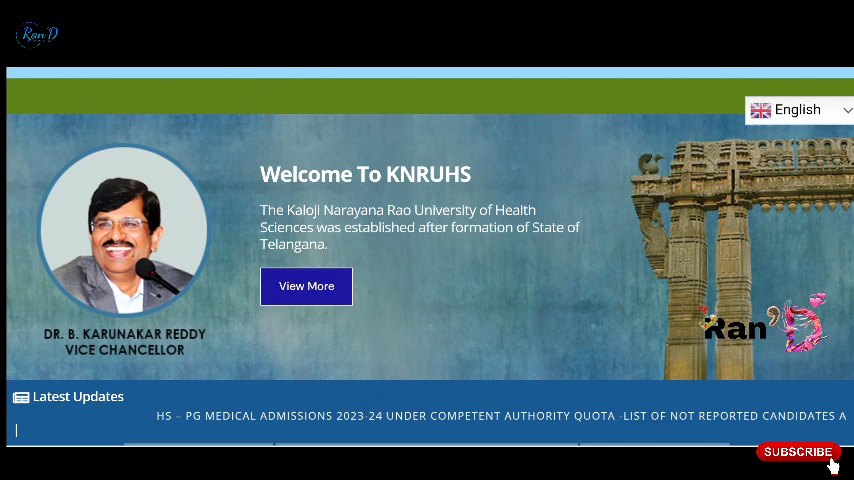 Ran D
English
Welcome To KNRUHS
The Kaloji Narayana Rao University of Health
Sciences was established after formation of State of
Telangana.
View More
DR. B. KARUNAKAR REDDY
VICE CHANCELLOR
Ran'D
Latest Updates
HS – PG MEDICAL ADMISSIONS 2023-24 UNDER COMPETENT AUTHORITY QUOTA -LIST OF NOT REPORTED CANDIDATES A
SUBSCRIBE